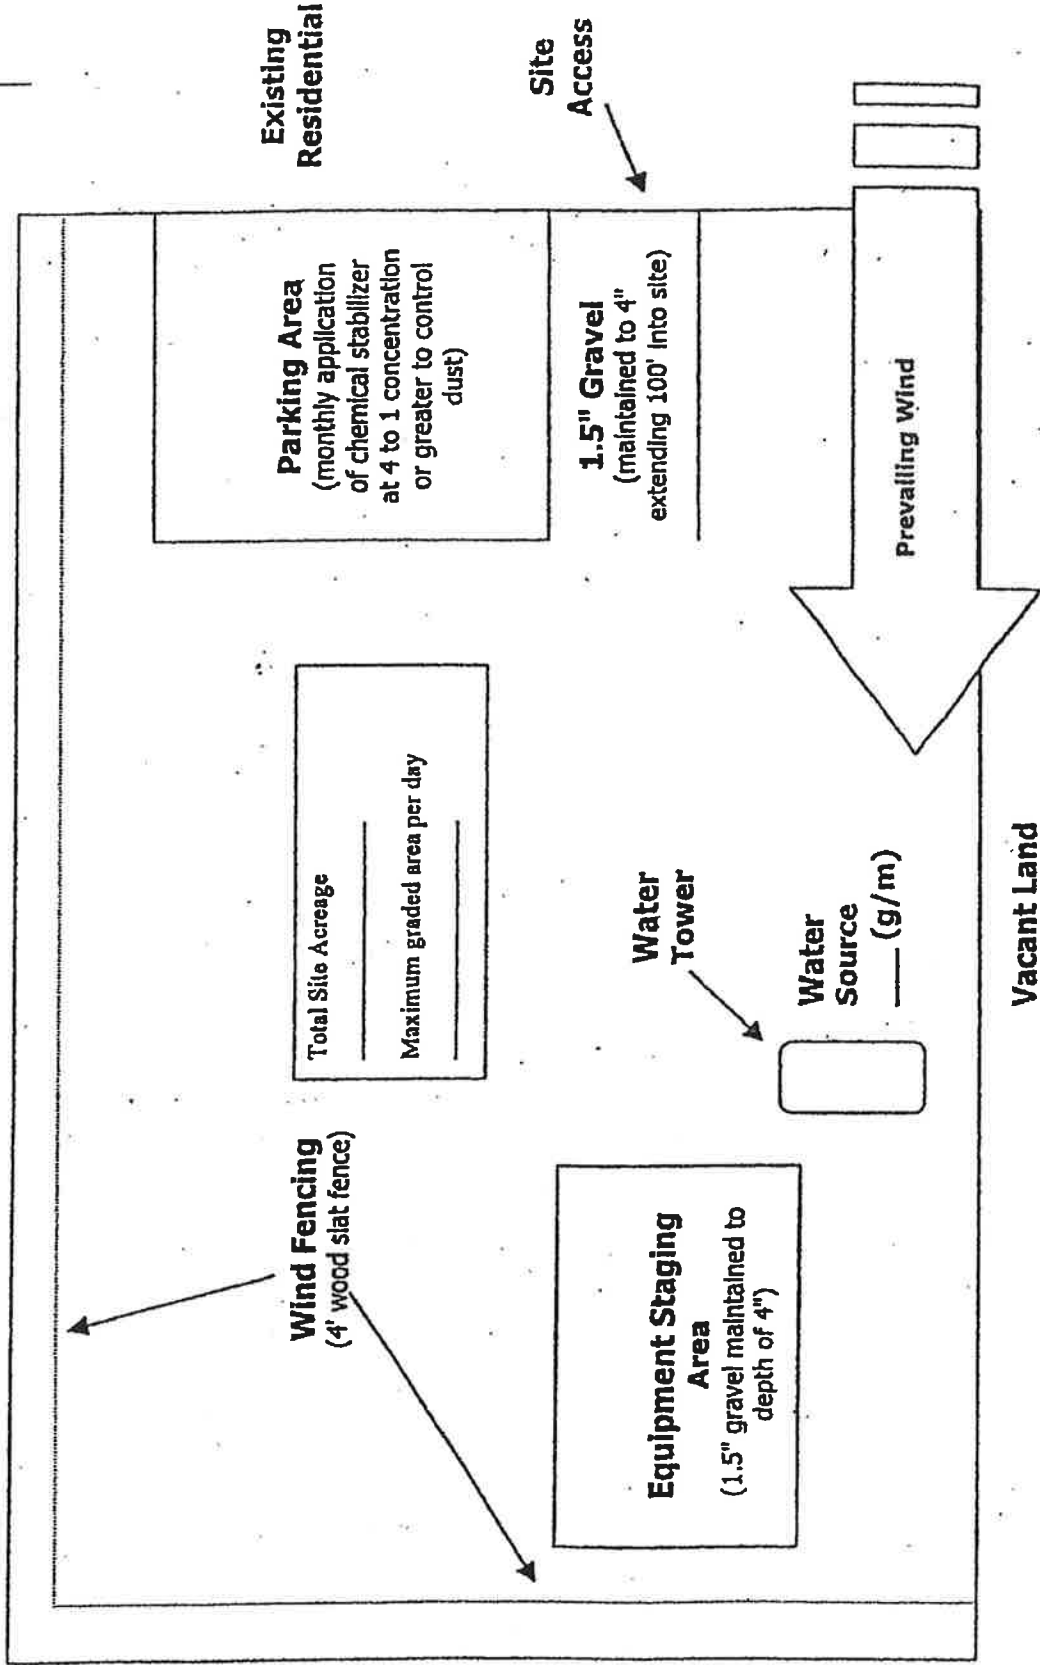 Existing
Residential
Site
Access
Parking Area
(monthly application
of chemical stabilizer
at 4 to 1 concentration
or greater to control
dust)
1.5" Gravel
(maintained to 4"
extending 100' into site)
Prevailing Wind
Total Site Acreage
Maximum graded area per day
Water
Tower
Water
Source
___ (g/m)
Vacant Land
Wind Fencing
(4' wood slat fence)
Equipment Staging
Area
(1.5" gravel maintained to
depth of 4")